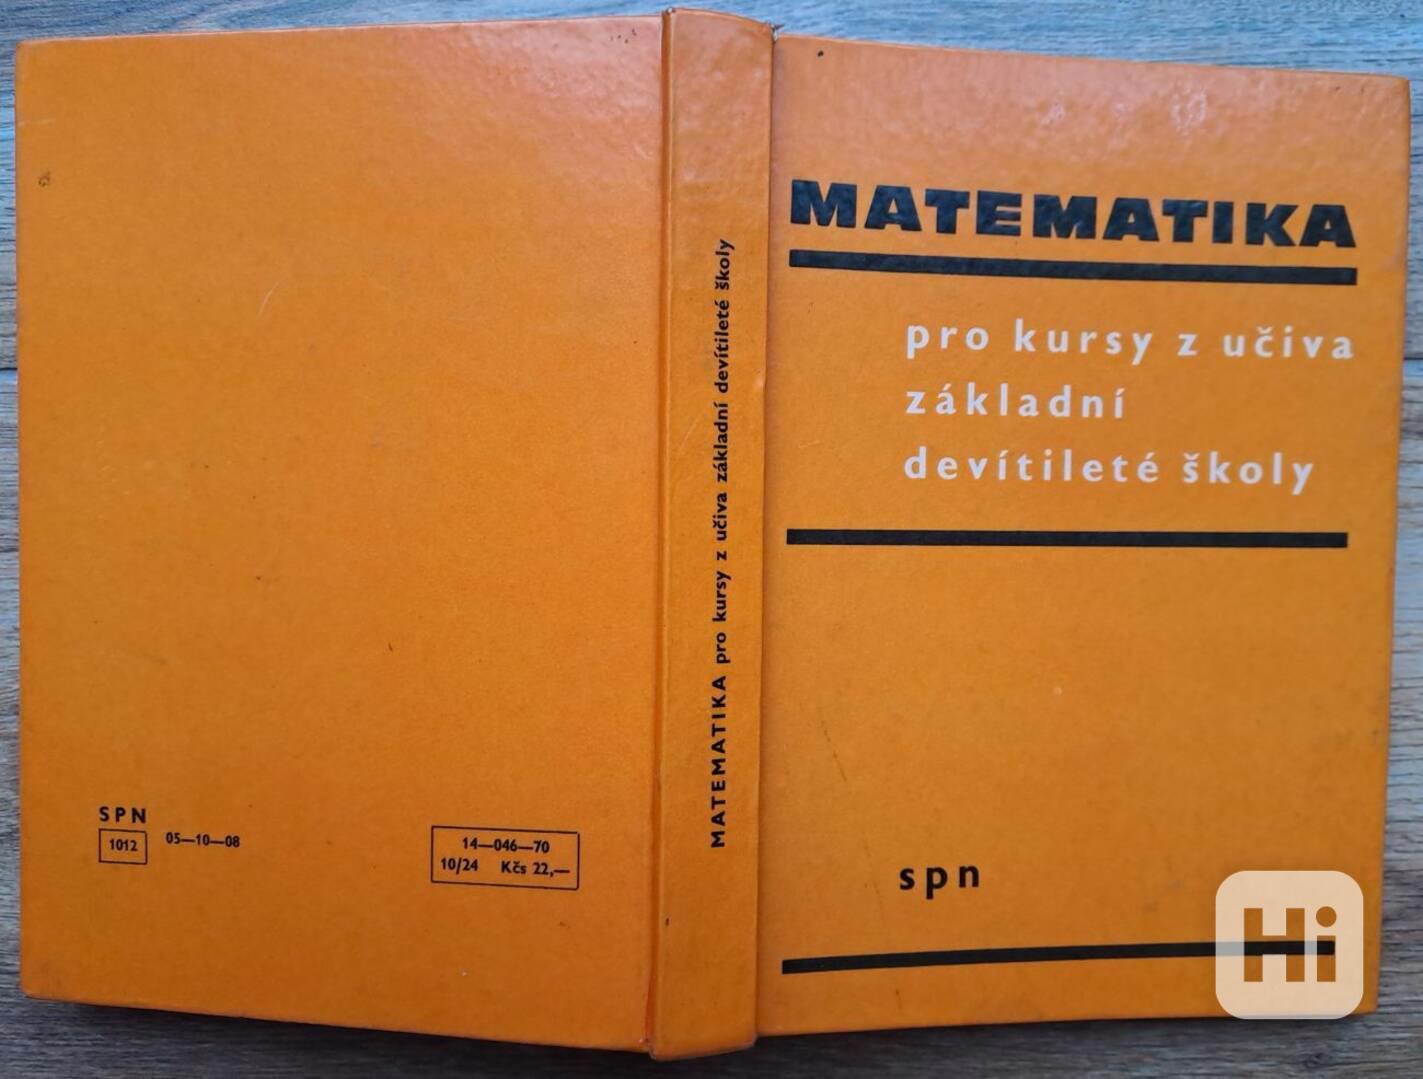 SPN
1012
05—10—08
14—046—70
10/24 Kčs 22,—
MATEMATIKA pro kursy z učiva základní devítileté školy
MATEMATIKA
pro kursy z učiva
základní
devítileté školy
spn
Hi